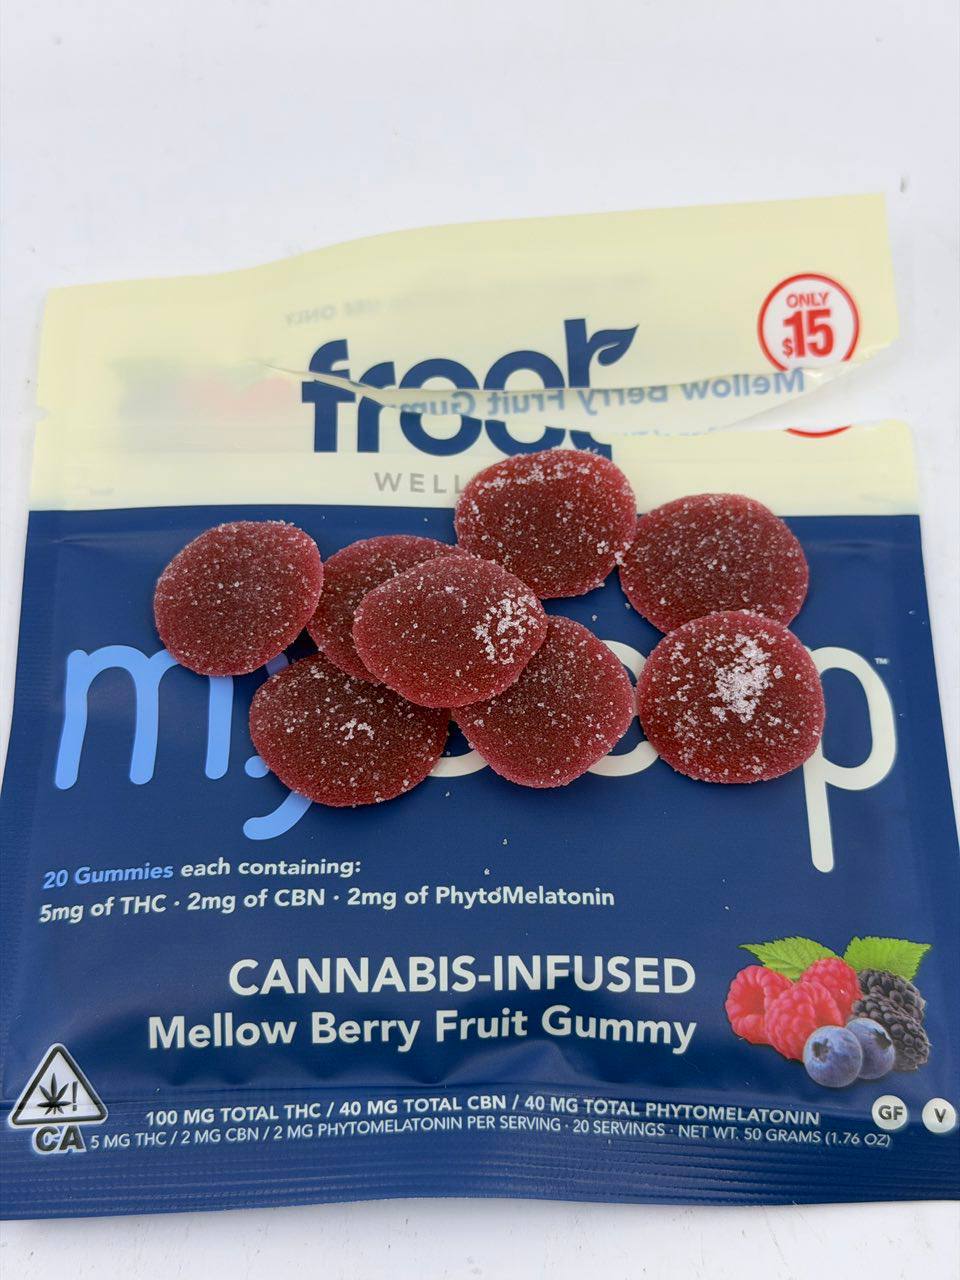 ONLY
$15
froot
Mellow Berry Fruit Gum
WELL
my p™
20 Gummies each containing:
5mg of THC · 2mg of CBN · 2mg of PhytoMelatonin
CANNABIS-INFUSED
Mellow Berry Fruit Gummy
100 MG TOTAL THC / 40 MG TOTAL CBN / 40 MG TOTAL PHYTOMELATONIN
5 MG THC / 2 MG CBN / 2 MG PHYTOMELATONIN PER SERVING · 20 SERVINGS · NET WT. 50 GRAMS (1.76 OZ)
GF
V
!
CA